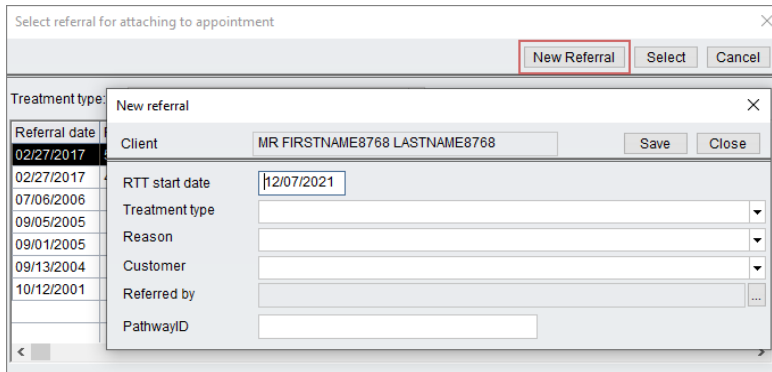 Select referral for attaching to appointment
New Referral Select Cancel
Treatment type:
New referral
Client MR FIRSTNAME8768 LASTNAME8768 Save Close
RTT start date 12/07/2021
Treatment type
Reason
Customer
Referred by ...
PathwayID
Referral date
02/27/2017
02/27/2017
07/06/2006
09/05/2005
09/01/2005
09/13/2004
10/12/2001